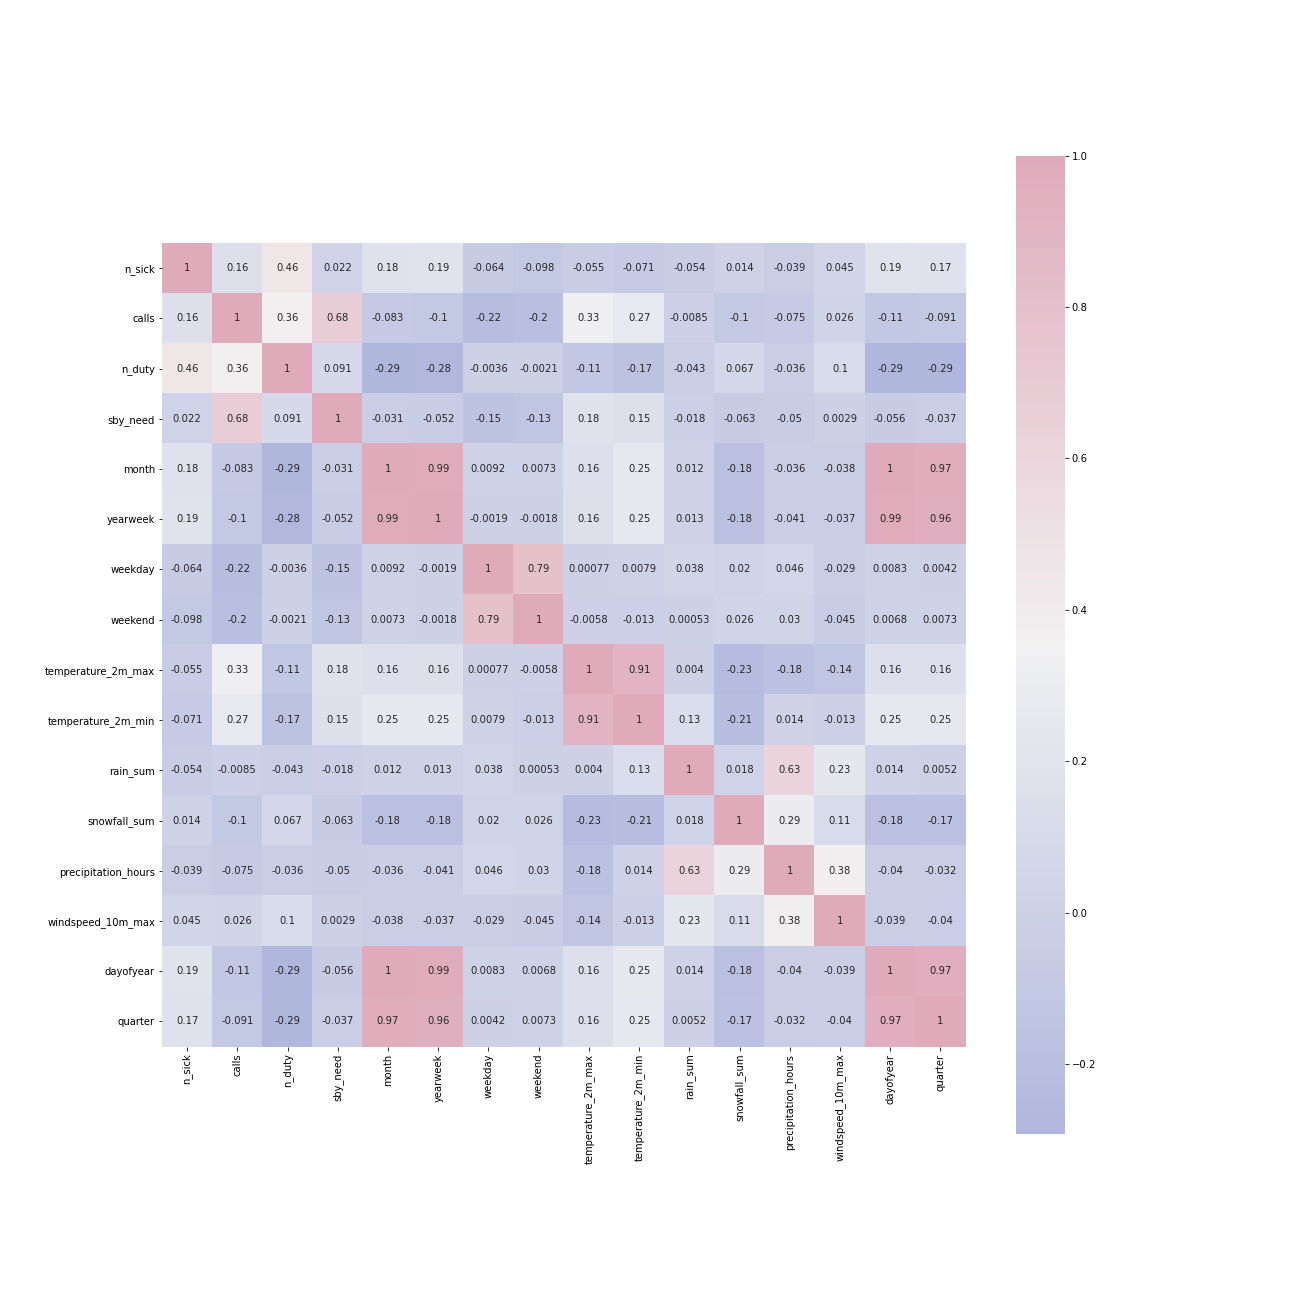 1.0
0.8
0.6
0.4
0.2
0.0
−0.2
n_sick 1 0.16 0.46 0.022 0.18 0.19 -0.064 -0.098 -0.055 -0.071 -0.054 0.014 -0.039 0.045 0.19 0.17
calls 0.16 1 0.36 0.68 -0.083 -0.1 -0.22 -0.2 0.33 0.27 -0.0085 -0.1 -0.075 0.026 -0.11 -0.091
n_duty 0.46 0.36 1 0.091 -0.29 -0.28 -0.0036 -0.0021 -0.11 -0.17 -0.043 0.067 -0.036 0.1 -0.29 -0.29
sby_need 0.022 0.68 0.091 1 -0.031 -0.052 -0.15 -0.13 0.18 0.15 -0.018 -0.063 -0.05 0.0029 -0.056 -0.037
month 0.18 -0.083 -0.29 -0.031 1 0.99 0.0092 0.0073 0.16 0.25 0.012 -0.18 -0.036 -0.038 1 0.97
yearweek 0.19 -0.1 -0.28 -0.052 0.99 1 -0.0019 -0.0018 0.16 0.25 0.013 -0.18 -0.041 -0.037 0.99 0.96
weekday -0.064 -0.22 -0.0036 -0.15 0.0092 -0.0019 1 0.79 0.00077 0.0079 0.038 0.02 0.046 -0.029 0.0083 0.0042
weekend -0.098 -0.2 -0.0021 -0.13 0.0073 -0.0018 0.79 1 -0.0058 -0.013 0.00053 0.026 0.03 -0.045 0.0068 0.0073
temperature_2m_max -0.055 0.33 -0.11 0.18 0.16 0.16 0.00077 -0.0058 1 0.91 0.004 -0.23 -0.18 -0.14 0.16 0.16
temperature_2m_min -0.071 0.27 -0.17 0.15 0.25 0.25 0.0079 -0.013 0.91 1 0.13 -0.21 0.014 -0.013 0.25 0.25
rain_sum -0.054 -0.0085 -0.043 -0.018 0.012 0.013 0.038 0.00053 0.004 0.13 1 0.018 0.63 0.23 0.014 0.0052
snowfall_sum 0.014 -0.1 0.067 -0.063 -0.18 -0.18 0.02 0.026 -0.23 -0.21 0.018 1 0.29 0.11 -0.18 -0.17
precipitation_hours -0.039 -0.075 -0.036 -0.05 -0.036 -0.041 0.046 0.03 -0.18 0.014 0.63 0.29 1 0.38 -0.04 -0.032
windspeed_10m_max 0.045 0.026 0.1 0.0029 -0.038 -0.037 -0.029 -0.045 -0.14 -0.013 0.23 0.11 0.38 1 -0.039 -0.04
dayofyear 0.19 -0.11 -0.29 -0.056 1 0.99 0.0083 0.0068 0.16 0.25 0.014 -0.18 -0.04 -0.039 1 0.97
quarter 0.17 -0.091 -0.29 -0.037 0.97 0.96 0.0042 0.0073 0.16 0.25 0.0052 -0.17 -0.032 -0.04 0.97 1
n_sick
calls
n_duty
sby_need
month
yearweek
weekday
weekend
temperature_2m_max
temperature_2m_min
rain_sum
snowfall_sum
precipitation_hours
windspeed_10m_max
dayofyear
quarter